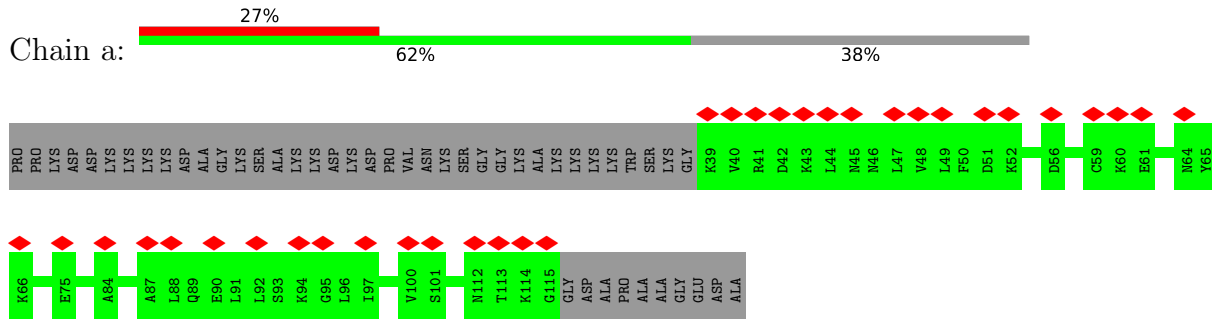 27%
Chain a:
62% 38%
PRO PRO LYS ASP ASP LYS LYS LYS LYS ASP ALA GLY LYS SER ALA LYS LYS ASP LYS ASP PRO VAL ASN LYS SER GLY GLY LYS ALA LYS LYS LYS LYS TRP SER LYS GLY K39 V40 R41 D42 K43 L44 N45 N46 L47 V48 L49 F50 D51 K52 D56 C59 K60 E61 N64 Y65
K66 E75 A84 A87 L88 Q89 E90 L91 L92 S93 K94 G95 L96 I97 V100 S101 N112 T113 K114 G115 GLY ASP ALA PRO ALA ALA GLY GLU ASP ALA